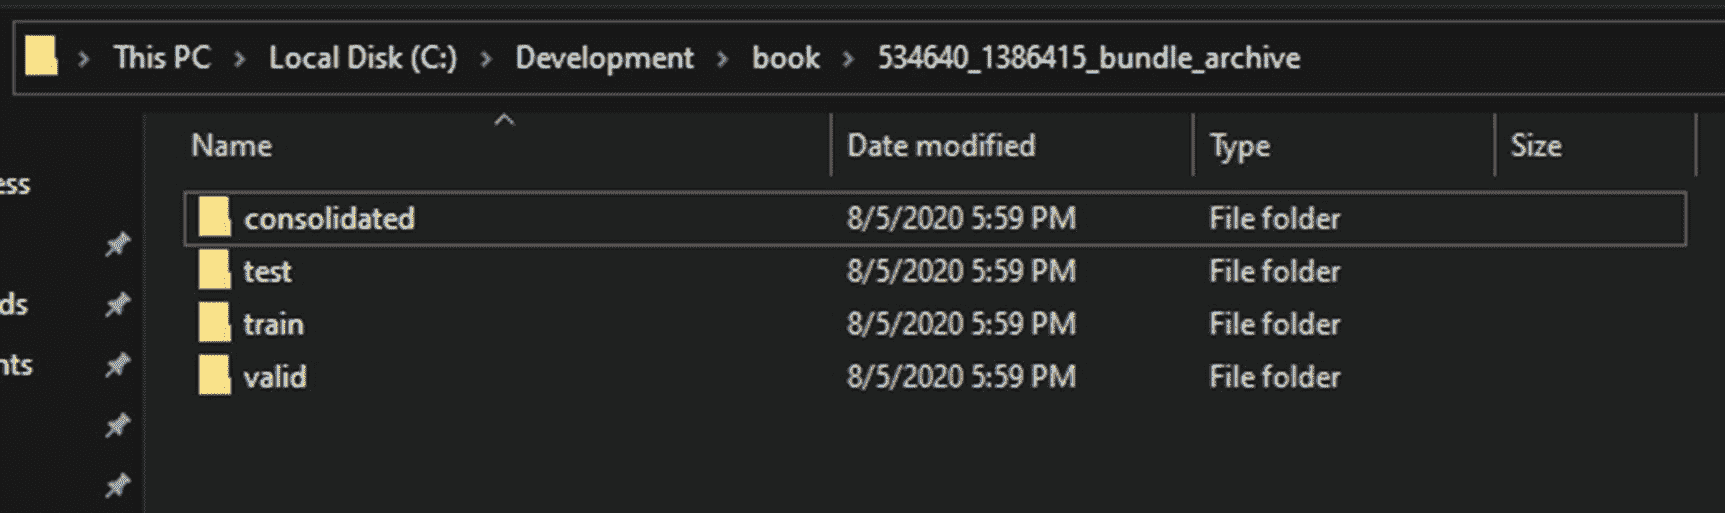 This PC > Local Disk (C:) > Development > book > 534640_1386415_bundle_archive
Name Date modified Type Size
ess
consolidated 8/5/2020 5:59 PM File folder
test 8/5/2020 5:59 PM File folder
ds
train 8/5/2020 5:59 PM File folder
nts
valid 8/5/2020 5:59 PM File folder